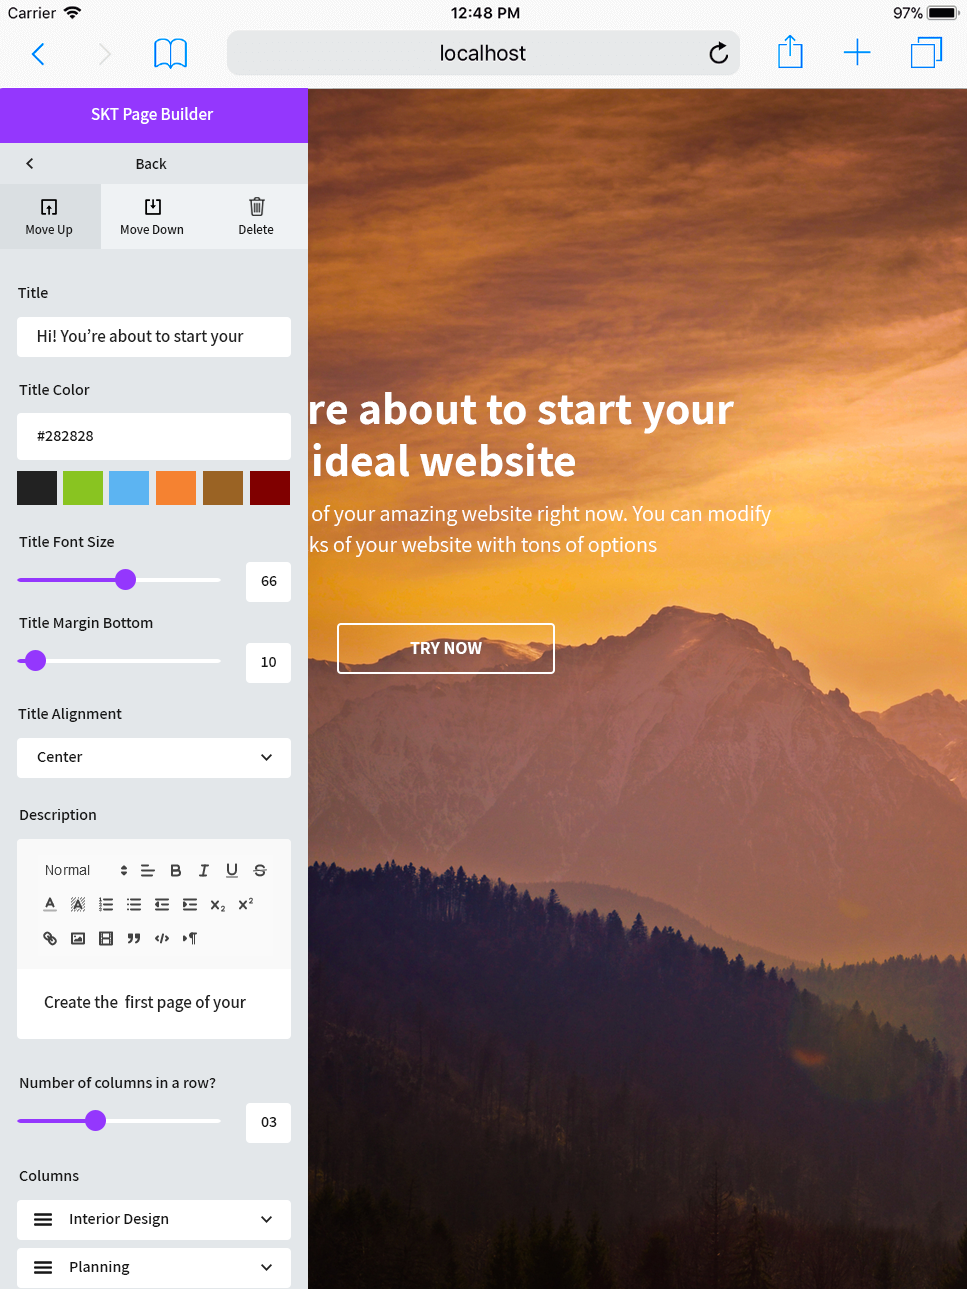 Carrier
12:48 PM
97%
localhost
SKT Page Builder
Back
Move Up
Move Down
Delete
Title
Hi! You're about to start your
Title Color
#282828
Title Font Size
66
Title Margin Bottom
10
Title Alignment
Center
Description
Normal
Create the first page of your
Number of columns in a row?
03
Columns
Interior Design
Planning
re about to start your
ideal website
of your amazing website right now. You can modify
ks of your website with tons of options
TRY NOW